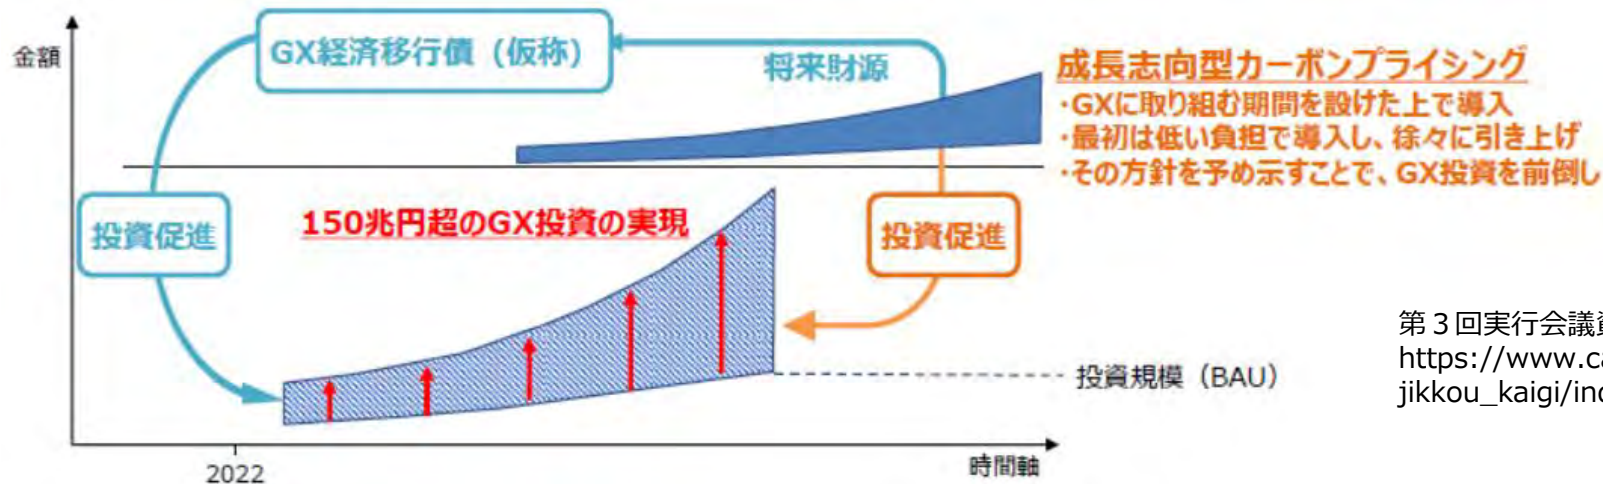 金額
GX経済移行債（仮称）
将来財源
成長志向型カーボンプライシング
・GXに取り組む期間を設けた上で導入
・最初は低い負担で導入し、徐々に引き上げ
・その方針を予め示すことで、GX投資を前倒し
投資促進
150兆円超のGX投資の実現
投資促進
投資規模（BAU）
第３回実行会議
https://www.ca
jikkou_kaigi/in
2022
時間軸